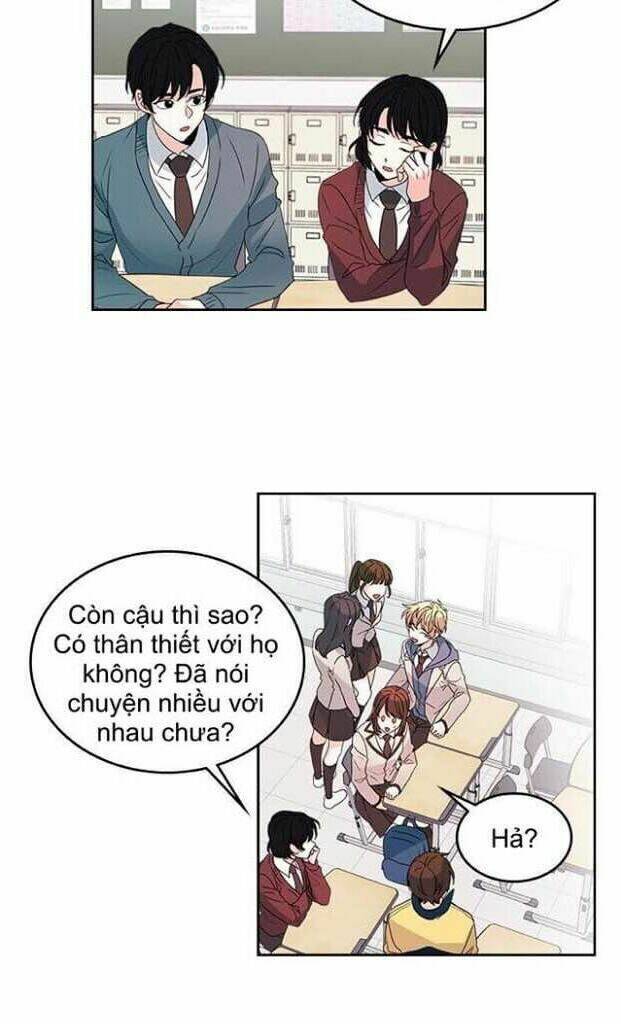 Còn cậu thì sao?
Có thân thiết với họ
không? Đã nói
chuyện nhiều với
nhau chưa?
Hả?